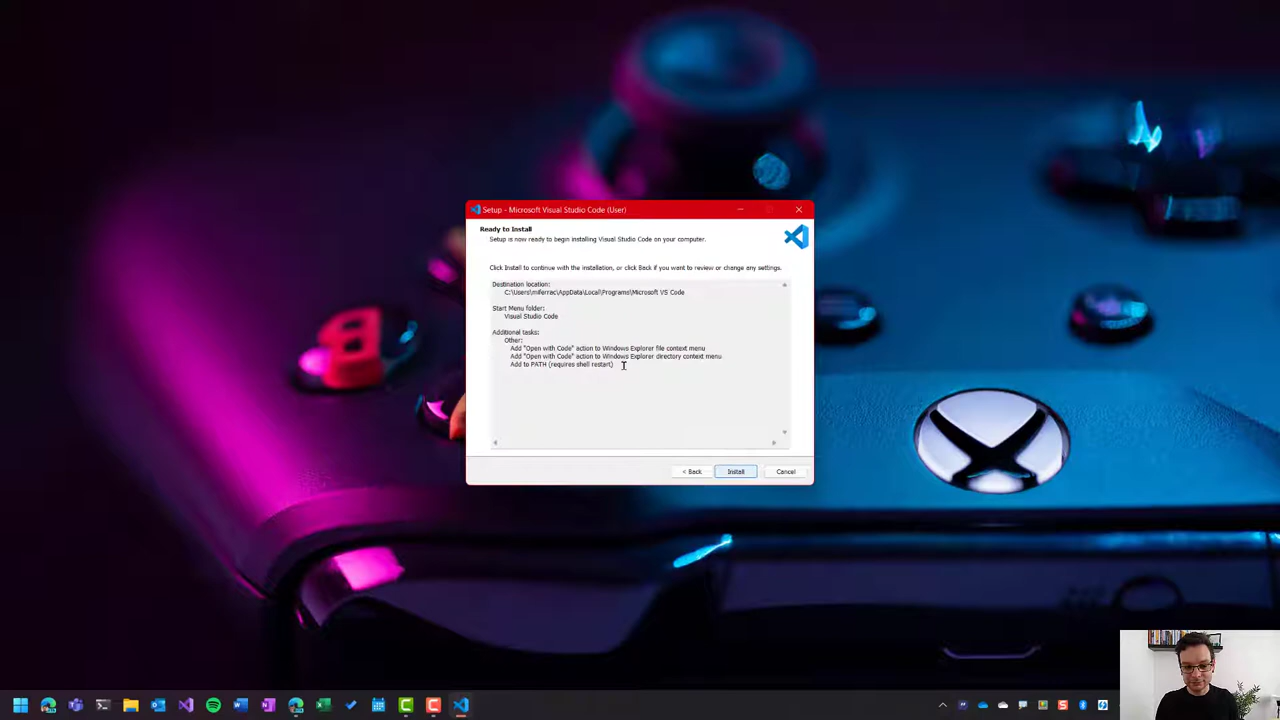 Setup - Microsoft Visual Studio Code (User)
Ready to Install
Setup is now ready to begin installing Visual Studio Code on your computer.
Click Install to continue with the installation, or click Back if you want to review or change any settings.
Destination location:
C:\Users\miferrac\AppData\Local\Programs\Microsoft VS Code
Start Menu folder:
Visual Studio Code
Additional tasks:
Other:
Add "Open with Code" action to Windows Explorer file context menu
Add "Open with Code" action to Windows Explorer directory context menu
Add to PATH (requires shell restart)
< Back
Install
Cancel